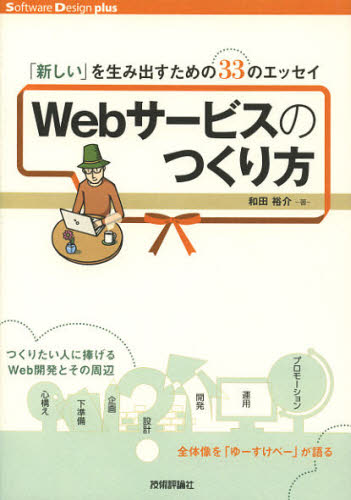 Software Design plus
「新しい」を生み出すための33のエッセイ
Webサービスの
つくり方
和田 裕介 -著-
つくりたい人に捧げる
Web開発とその周辺
心構え
下準備
企画
設計
開発
運用
プロモーション
全体像を「ゆーすけべー」が語る
技術評論社